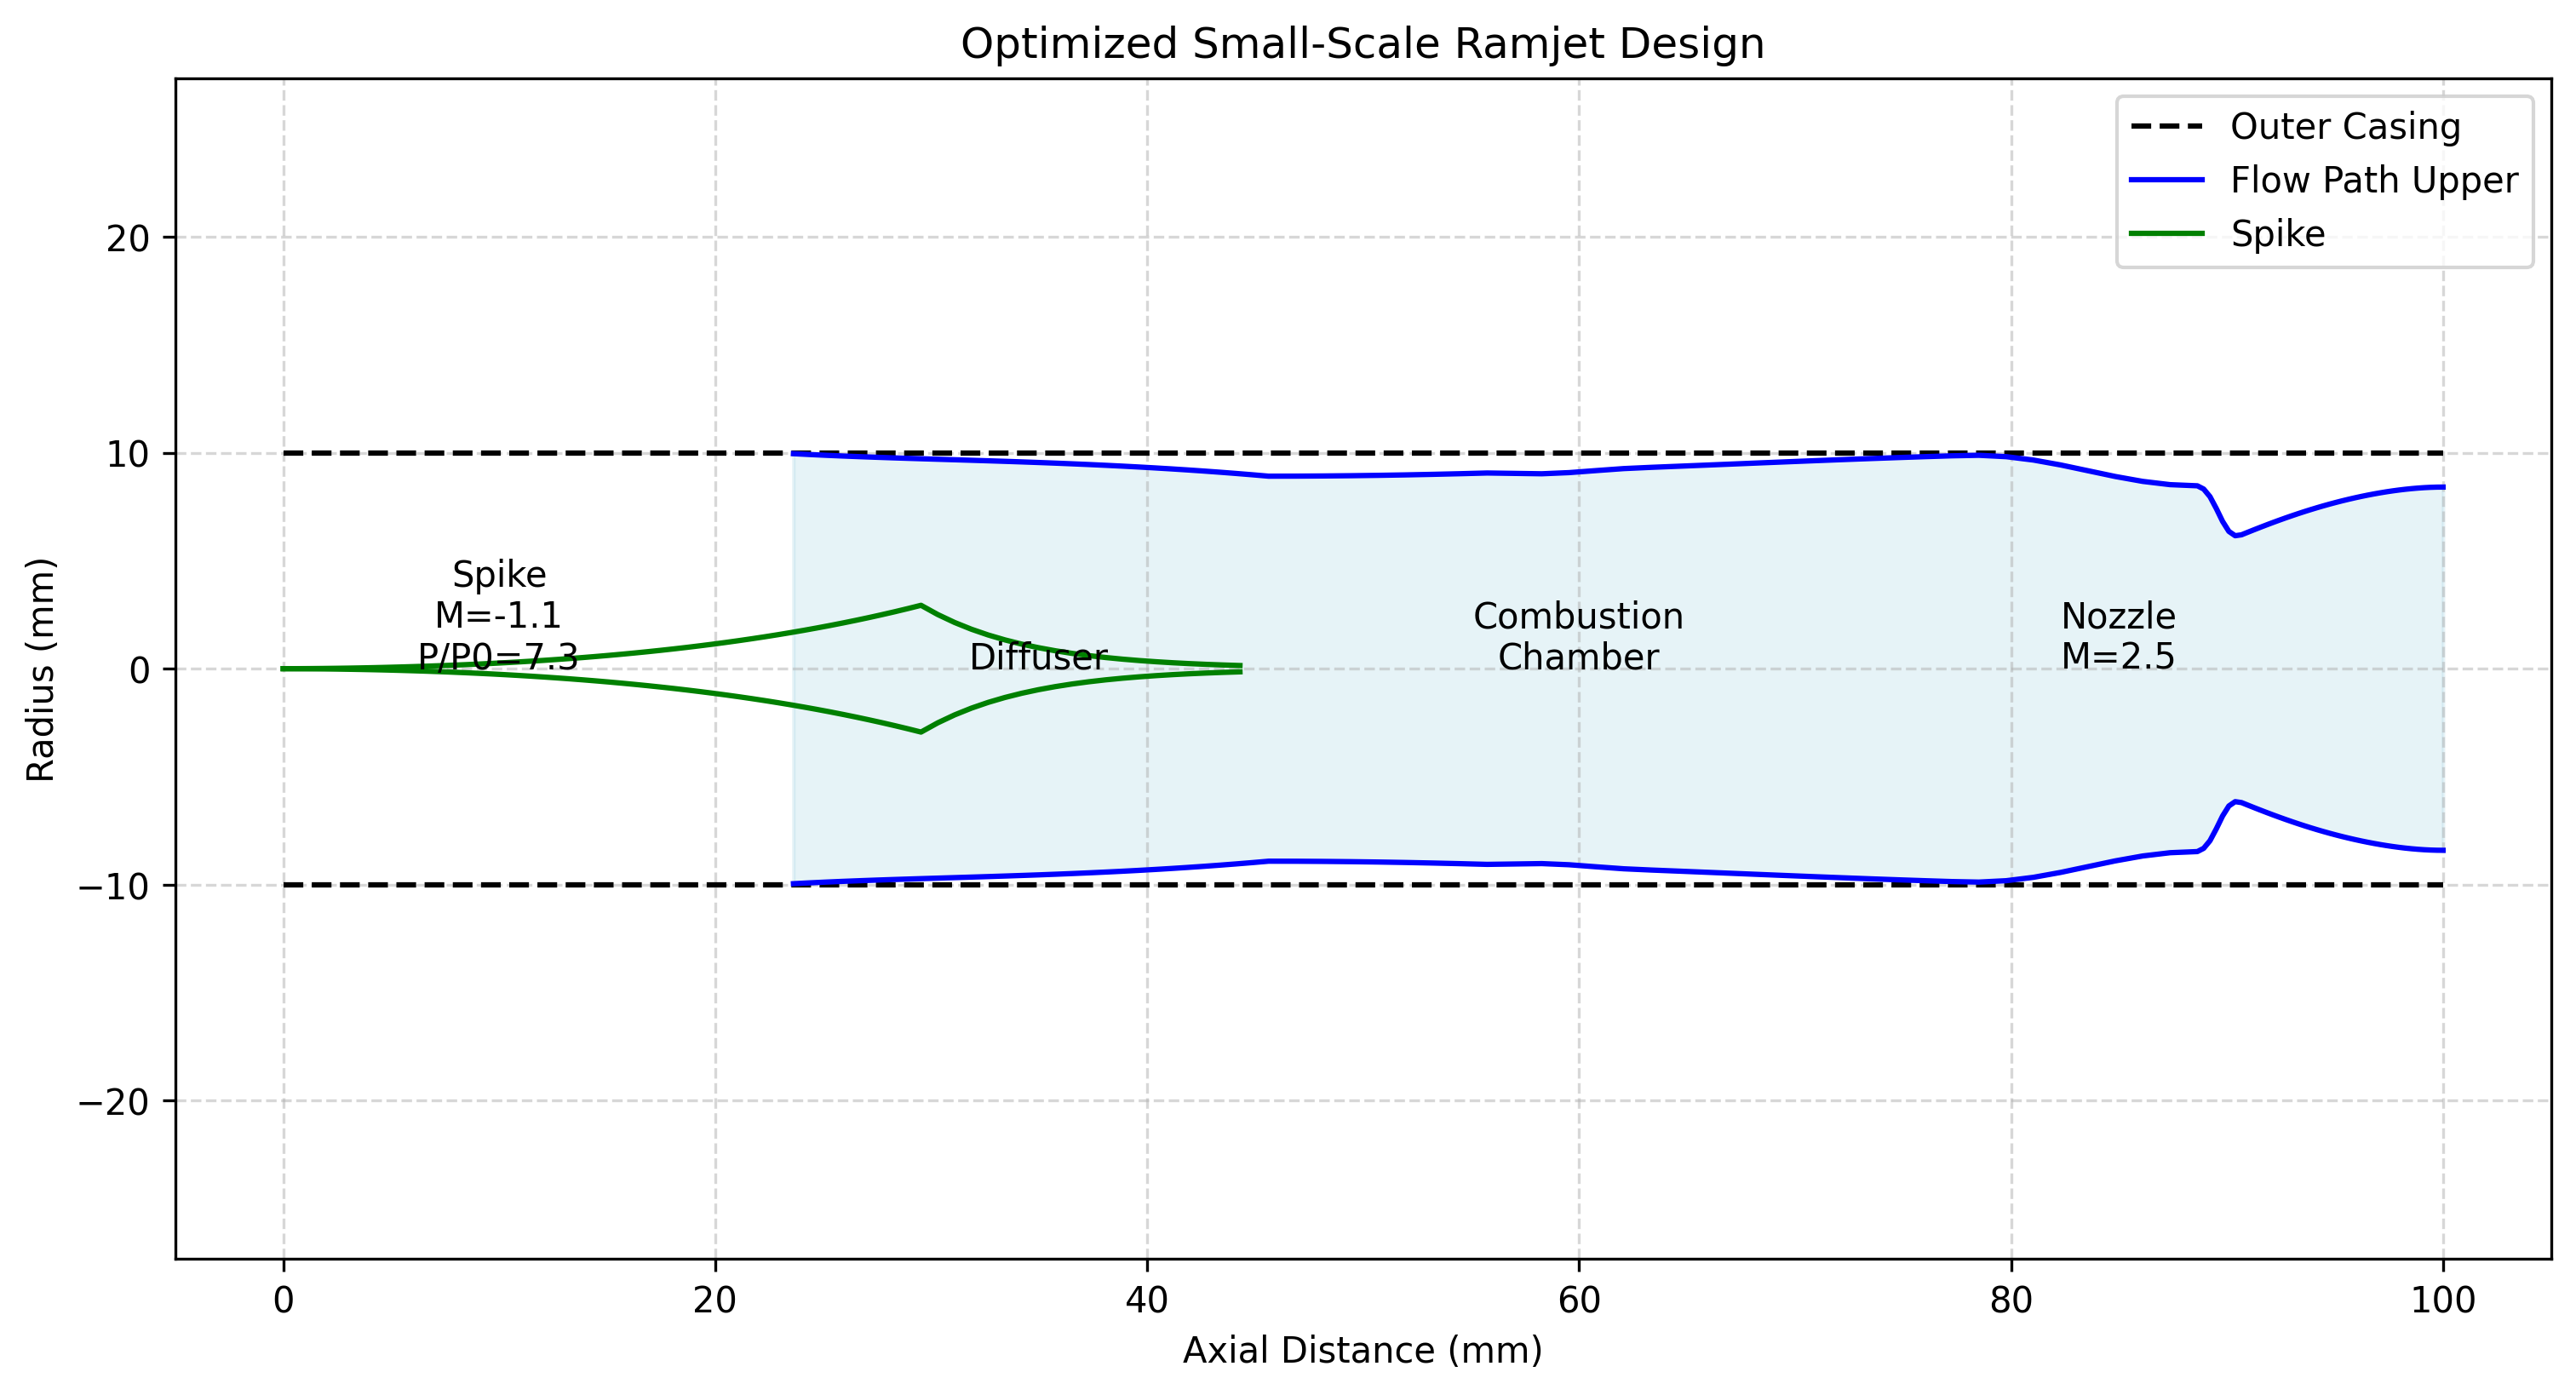 Optimized Small-Scale Ramjet Design
Outer Casing
Flow Path Upper
Spike
20
10
0
−10
−20
Radius (mm)
Spike
M=-1.1
P/P0=7.3
Diffuser
Combustion
Chamber
Nozzle
M=2.5
0
20
40
60
80
100
Axial Distance (mm)